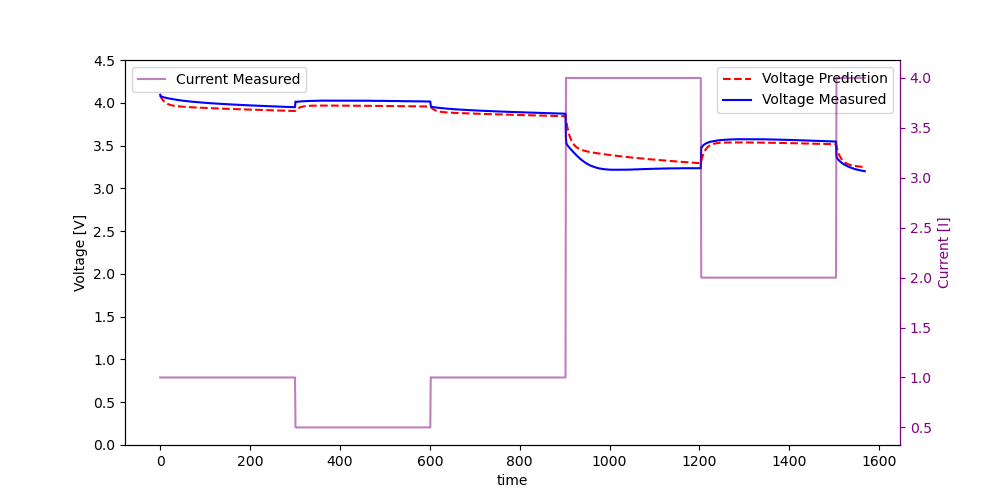 Current Measured
Voltage Prediction
Voltage Measured
Voltage [V]
4.5
4.0
3.5
3.0
2.5
2.0
1.5
1.0
0.5
0.0
4.0
3.5
3.0
2.5
2.0
1.5
1.0
0.5
Current [I]
0 200 400 600 800 1000 1200 1400 1600
time